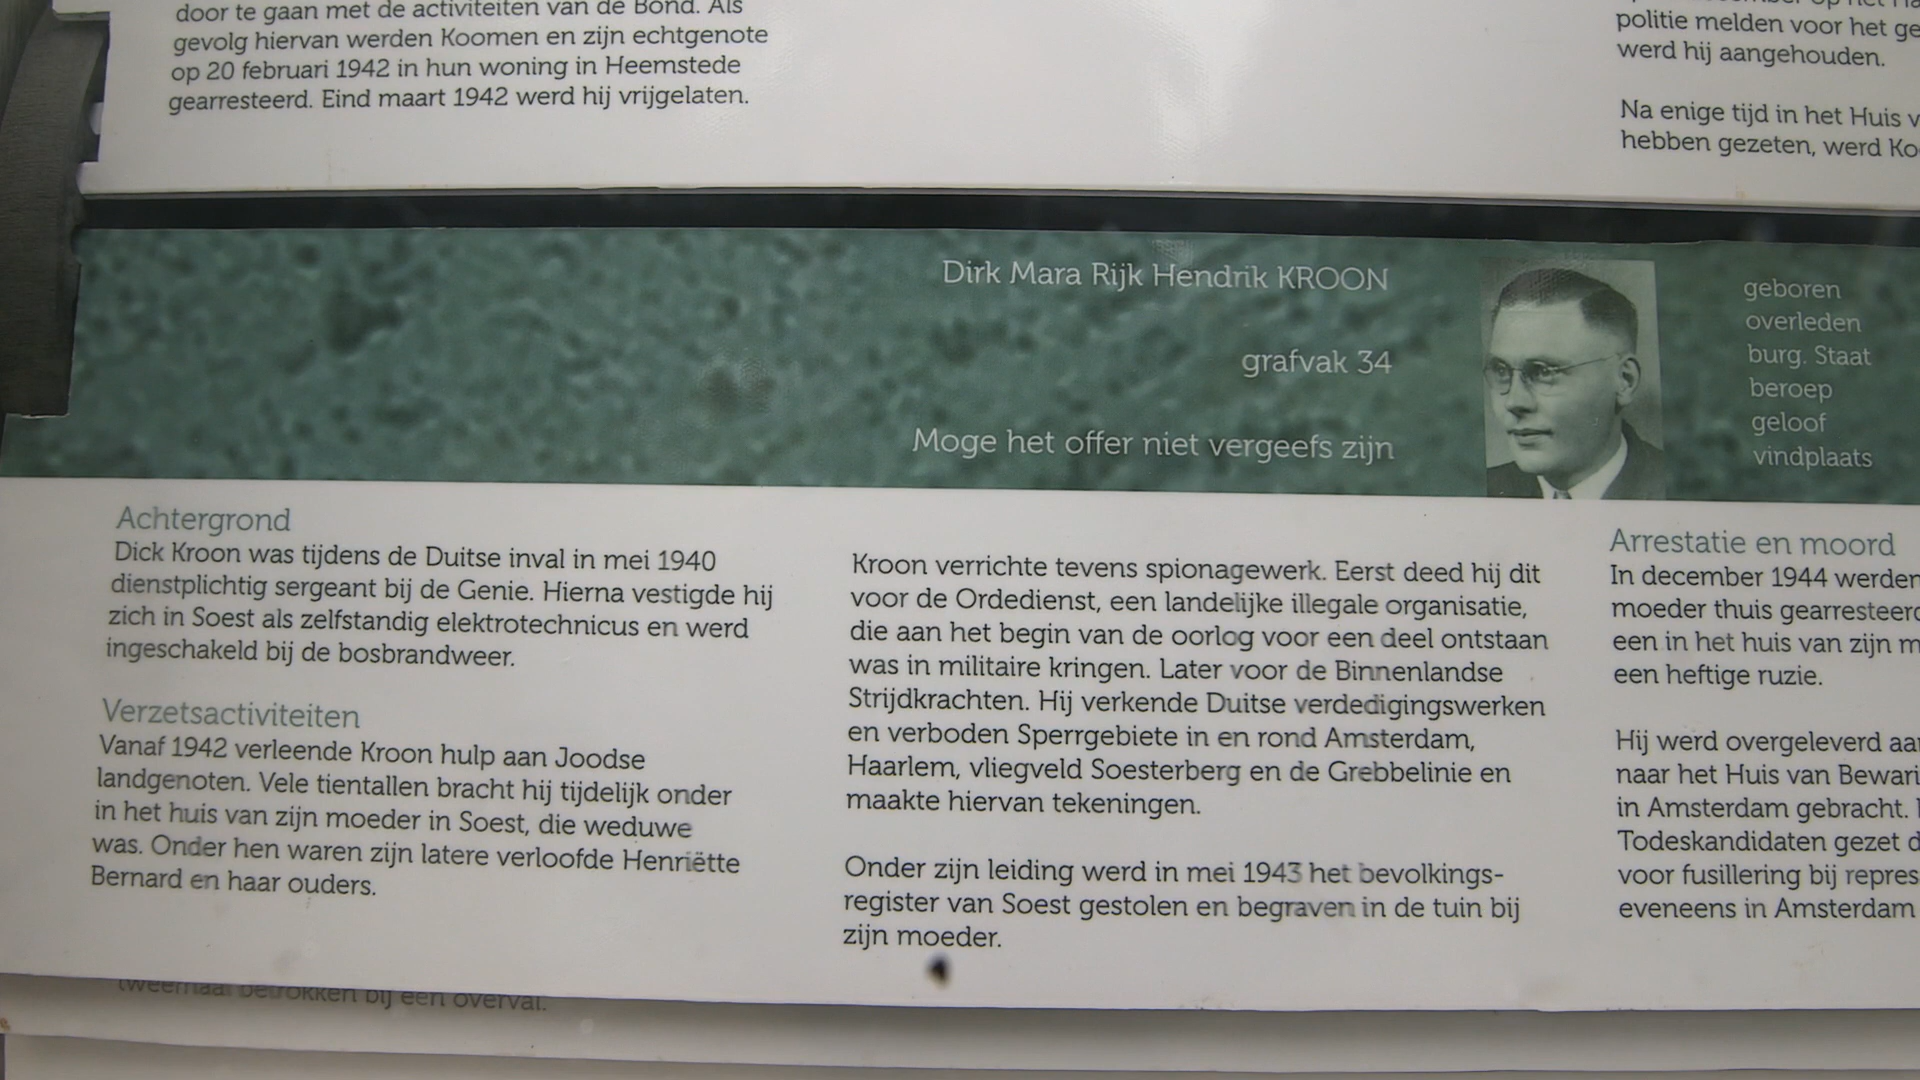 door te gaan met de activiteiten van de Bond. Als
gevolg hiervan werden Koomen en zijn echtgenote
op 20 februari 1942 in hun woning in Heemstede
gearresteerd. Eind maart 1942 werd hij vrijgelaten.
politie melden voor het ge
werd hij aangehouden.
Na enige tijd in het Huis v
hebben gezeten, werd Ko
Dirk Mara Rijk Hendrik KROON
grafvak 34
Moge het offer niet vergeefs zijn
geboren
overleden
burg. Staat
beroep
geloof
vindplaats
Achtergrond
Dick Kroon was tijdens de Duitse inval in mei 1940
dienstplichtig sergeant bij de Genie. Hierna vestigde hij
zich in Soest als zelfstandig elektrotechnicus en werd
ingeschakeld bij de bosbrandweer.
Verzetsactiviteiten
Vanaf 1942 verleende Kroon hulp aan Joodse
landgenoten. Vele tientallen bracht hij tijdelijk onder
in het huis van zijn moeder in Soest, die weduwe
was. Onder hen waren zijn latere verloofde Henriëtte
Bernard en haar ouders.
Kroon verrichte tevens spionagewerk. Eerst deed hij dit
voor de Ordedienst, een landelijke illegale organisatie,
die aan het begin van de oorlog voor een deel ontstaan
was in militaire kringen. Later voor de Binnenlandse
Strijdkrachten. Hij verkende Duitse verdedigingswerken
en verboden Sperrgebiete in en rond Amsterdam,
Haarlem, vliegveld Soesterberg en de Grebbelinie en
maakte hiervan tekeningen.
Onder zijn leiding werd in mei 1943 het bevolkings-
register van Soest gestolen en begraven in de tuin bij
zijn moeder.
Arrestatie en moord
In december 1944 werden
moeder thuis gearresteerd
een in het huis van zijn m
een heftige ruzie.
Hij werd overgeleverd aa
naar het Huis van Bewari
in Amsterdam gebracht.
Todeskandidaten gezet d
voor fusillering bij repres
eveneens in Amsterdam
tweemaal betrokken bij een overval.